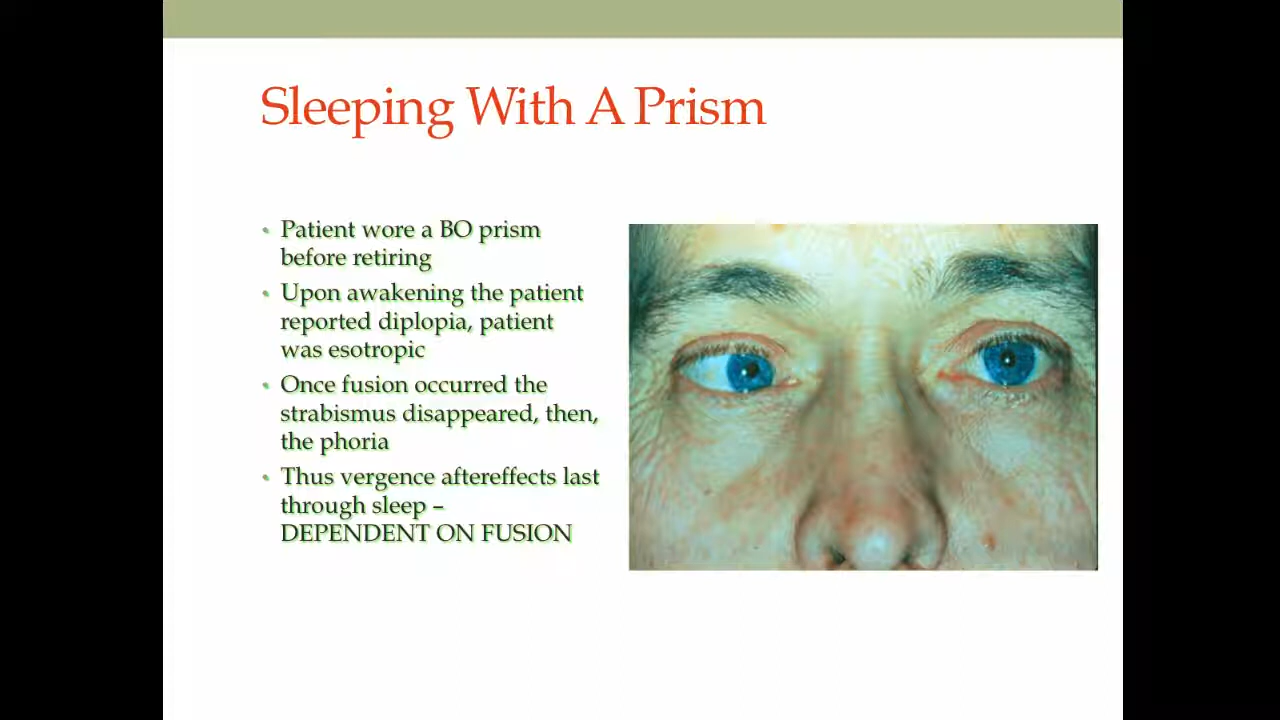 Sleeping With A Prism
• Patient wore a BO prism
before retiring
• Upon awakening the patient
reported diplopia, patient
was esotropic
• Once fusion occurred the
strabismus disappeared, then,
the phoria
• Thus vergence aftereffects last
through sleep –
DEPENDENT ON FUSION